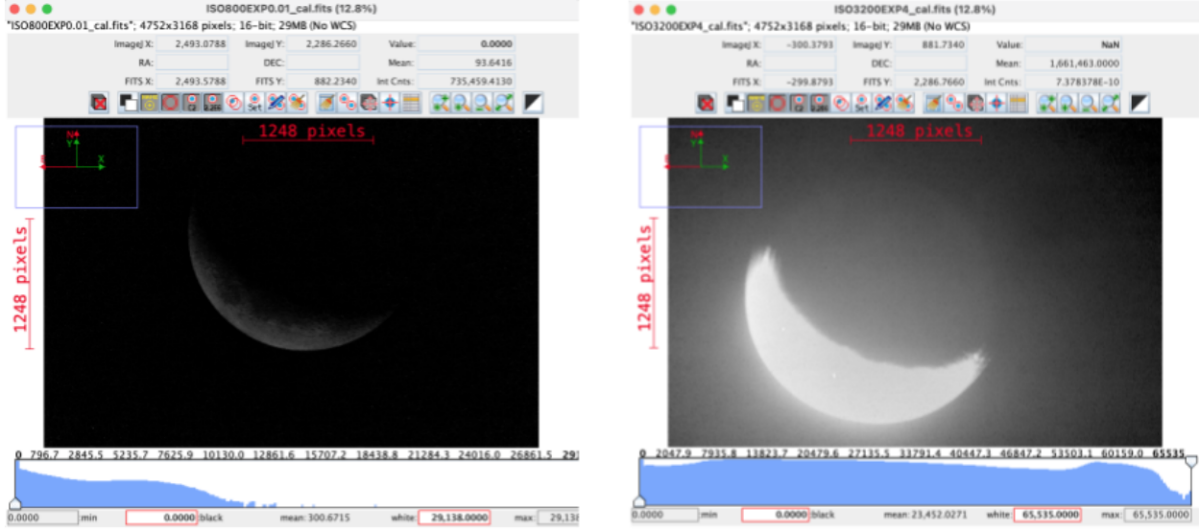 ISO800EXP0.01_cal.fits (12.8%)
"ISO800EXP0.01_cal.fits"; 4752x3168 pixels; 16-bit; 29MB (No WCS)
ImageJ X: 2,493.0788 ImageJ Y: 2,286.2660 Value: 0.0000
RA: DEC: Mean: 93.6416
FITS X: 2,493.5788 FITS Y: 882.2340 Int Cnts: 735,459.4130
1248 pixels
N
Y
X
1248 pixels
0 796.7 2845.5 5235.7 7625.9 10130.0 12861.6 15707.2 18438.8 21284.3 24016.0 26861.5 29
0.0000 :min 0.0000 :black mean: 300.6715 white: 29,138.0000 max: 29,138
ISO3200EXP4_cal.fits (12.8%)
"ISO3200EXP4_cal.fits"; 4752x3168 pixels; 16-bit; 29MB (No WCS)
ImageJ X: -300.3793 ImageJ Y: 881.7340 Value: NaN
RA: DEC: Mean: 1,661,463.0000
FITS X: -299.8793 FITS Y: 2,286.7660 Int Cnts: 7.378378E-10
1248 pixels
N
Y
X
1248 pixels
0 2047.9 7935.8 13823.7 20479.6 27135.5 33791.4 40447.3 46847.2 53503.1 60159.0 65535
0.0000 :min 0.0000 :black mean: 23,452.0271 white: 65,535.0000 max: 65,535.0000